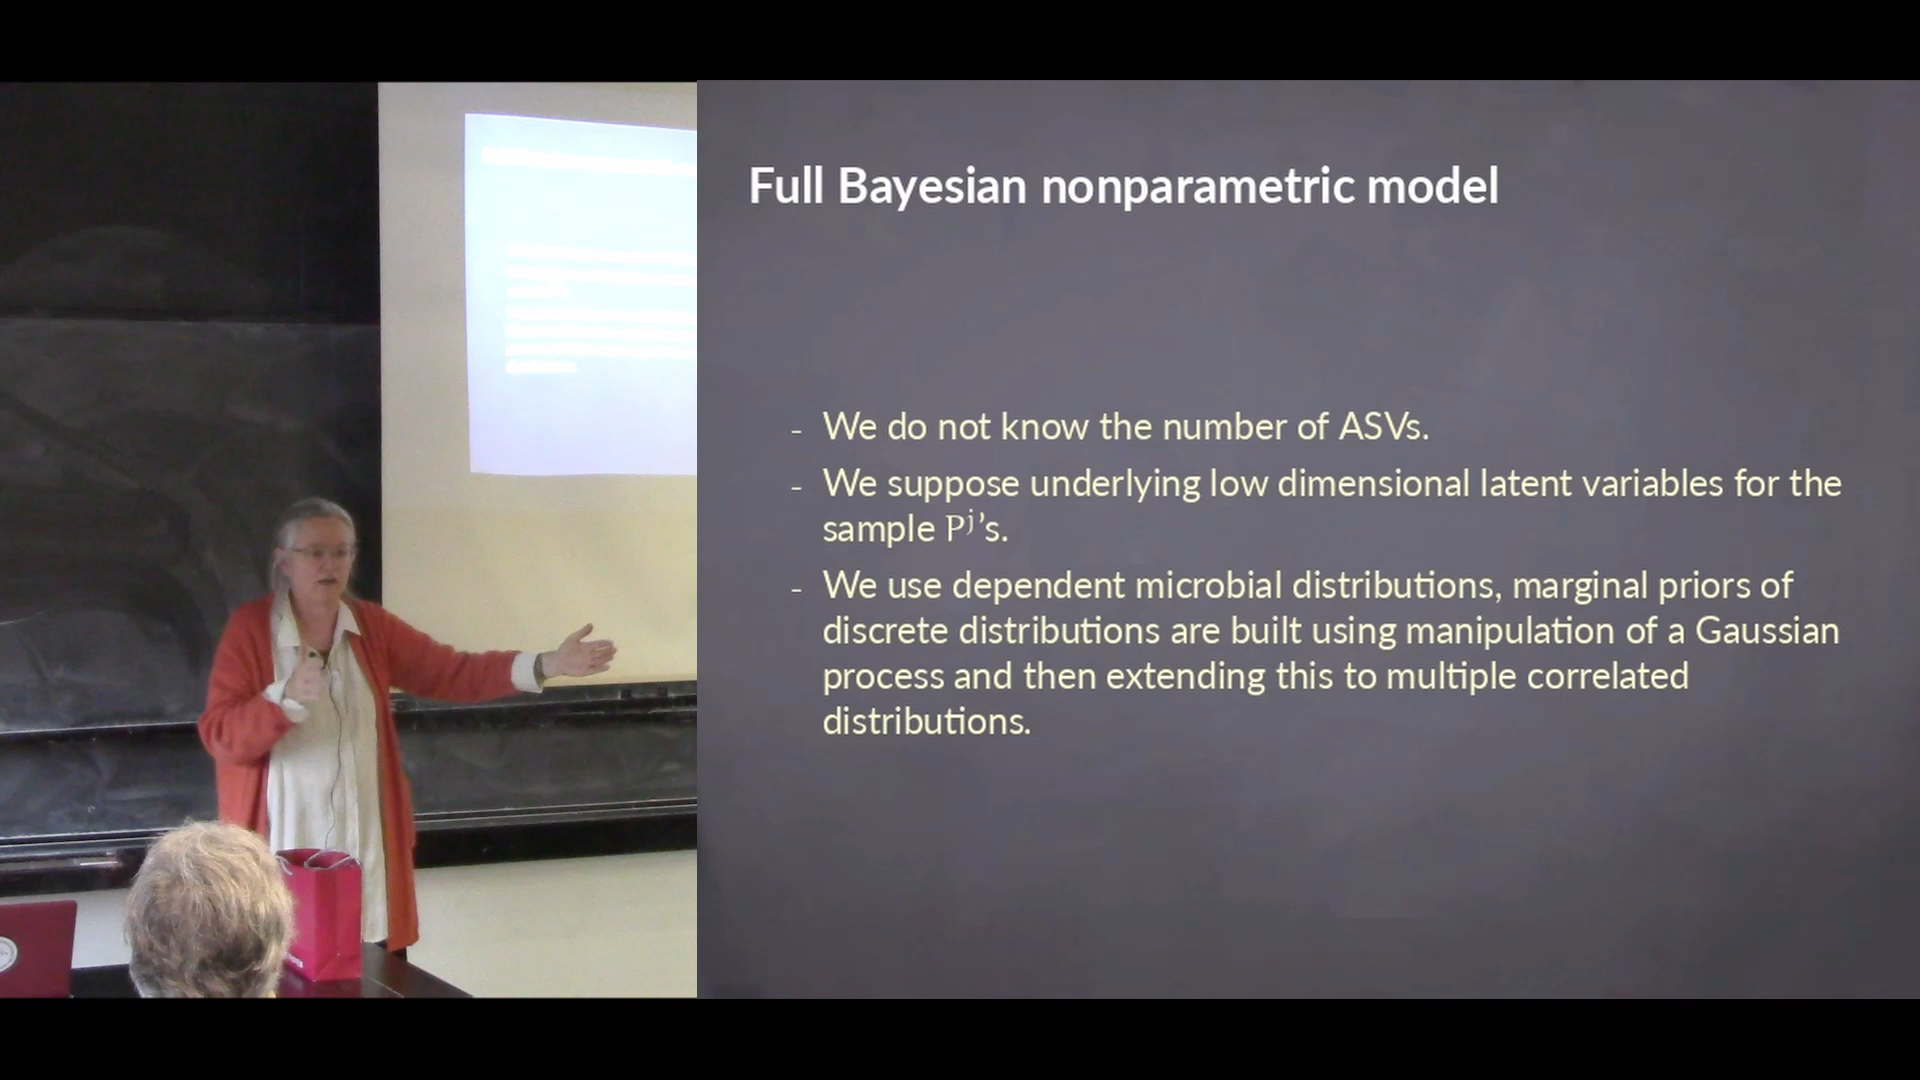 Full Bayesian nonparametric model
- We do not know the number of ASVs.
- We suppose underlying low dimensional latent variables for the
sample Pʲ's.
- We use dependent microbial distributions, marginal priors of
discrete distributions are built using manipulation of a Gaussian
process and then extending this to multiple correlated
distributions.